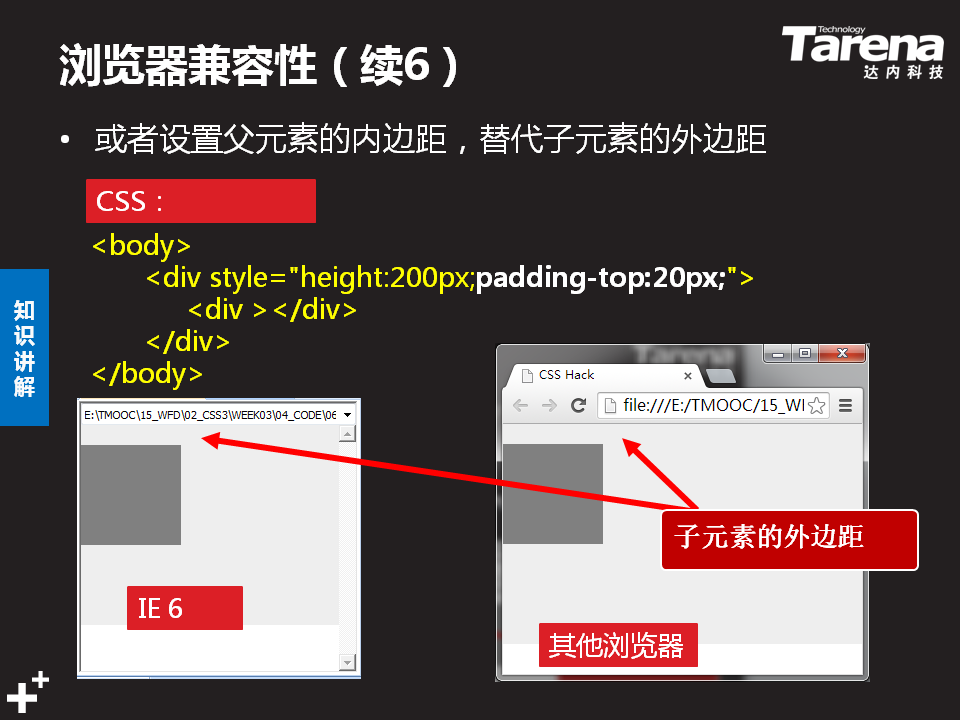 浏览器兼容性（续6）
Technology
Tarena
达内科技
• 或者设置父元素的内边距，替代子元素的外边距
CSS：
<body>
<div style="height:200px;padding-top:20px;">
<div ></div>
</div>
</body>
知识讲解
E:\TMOOC\15_WFD\02_CSS3\WEEK03\04_CODE\06
IE 6
CSS Hack
file:///E:/TMOOC/15_WI
子元素的外边距
其他浏览器